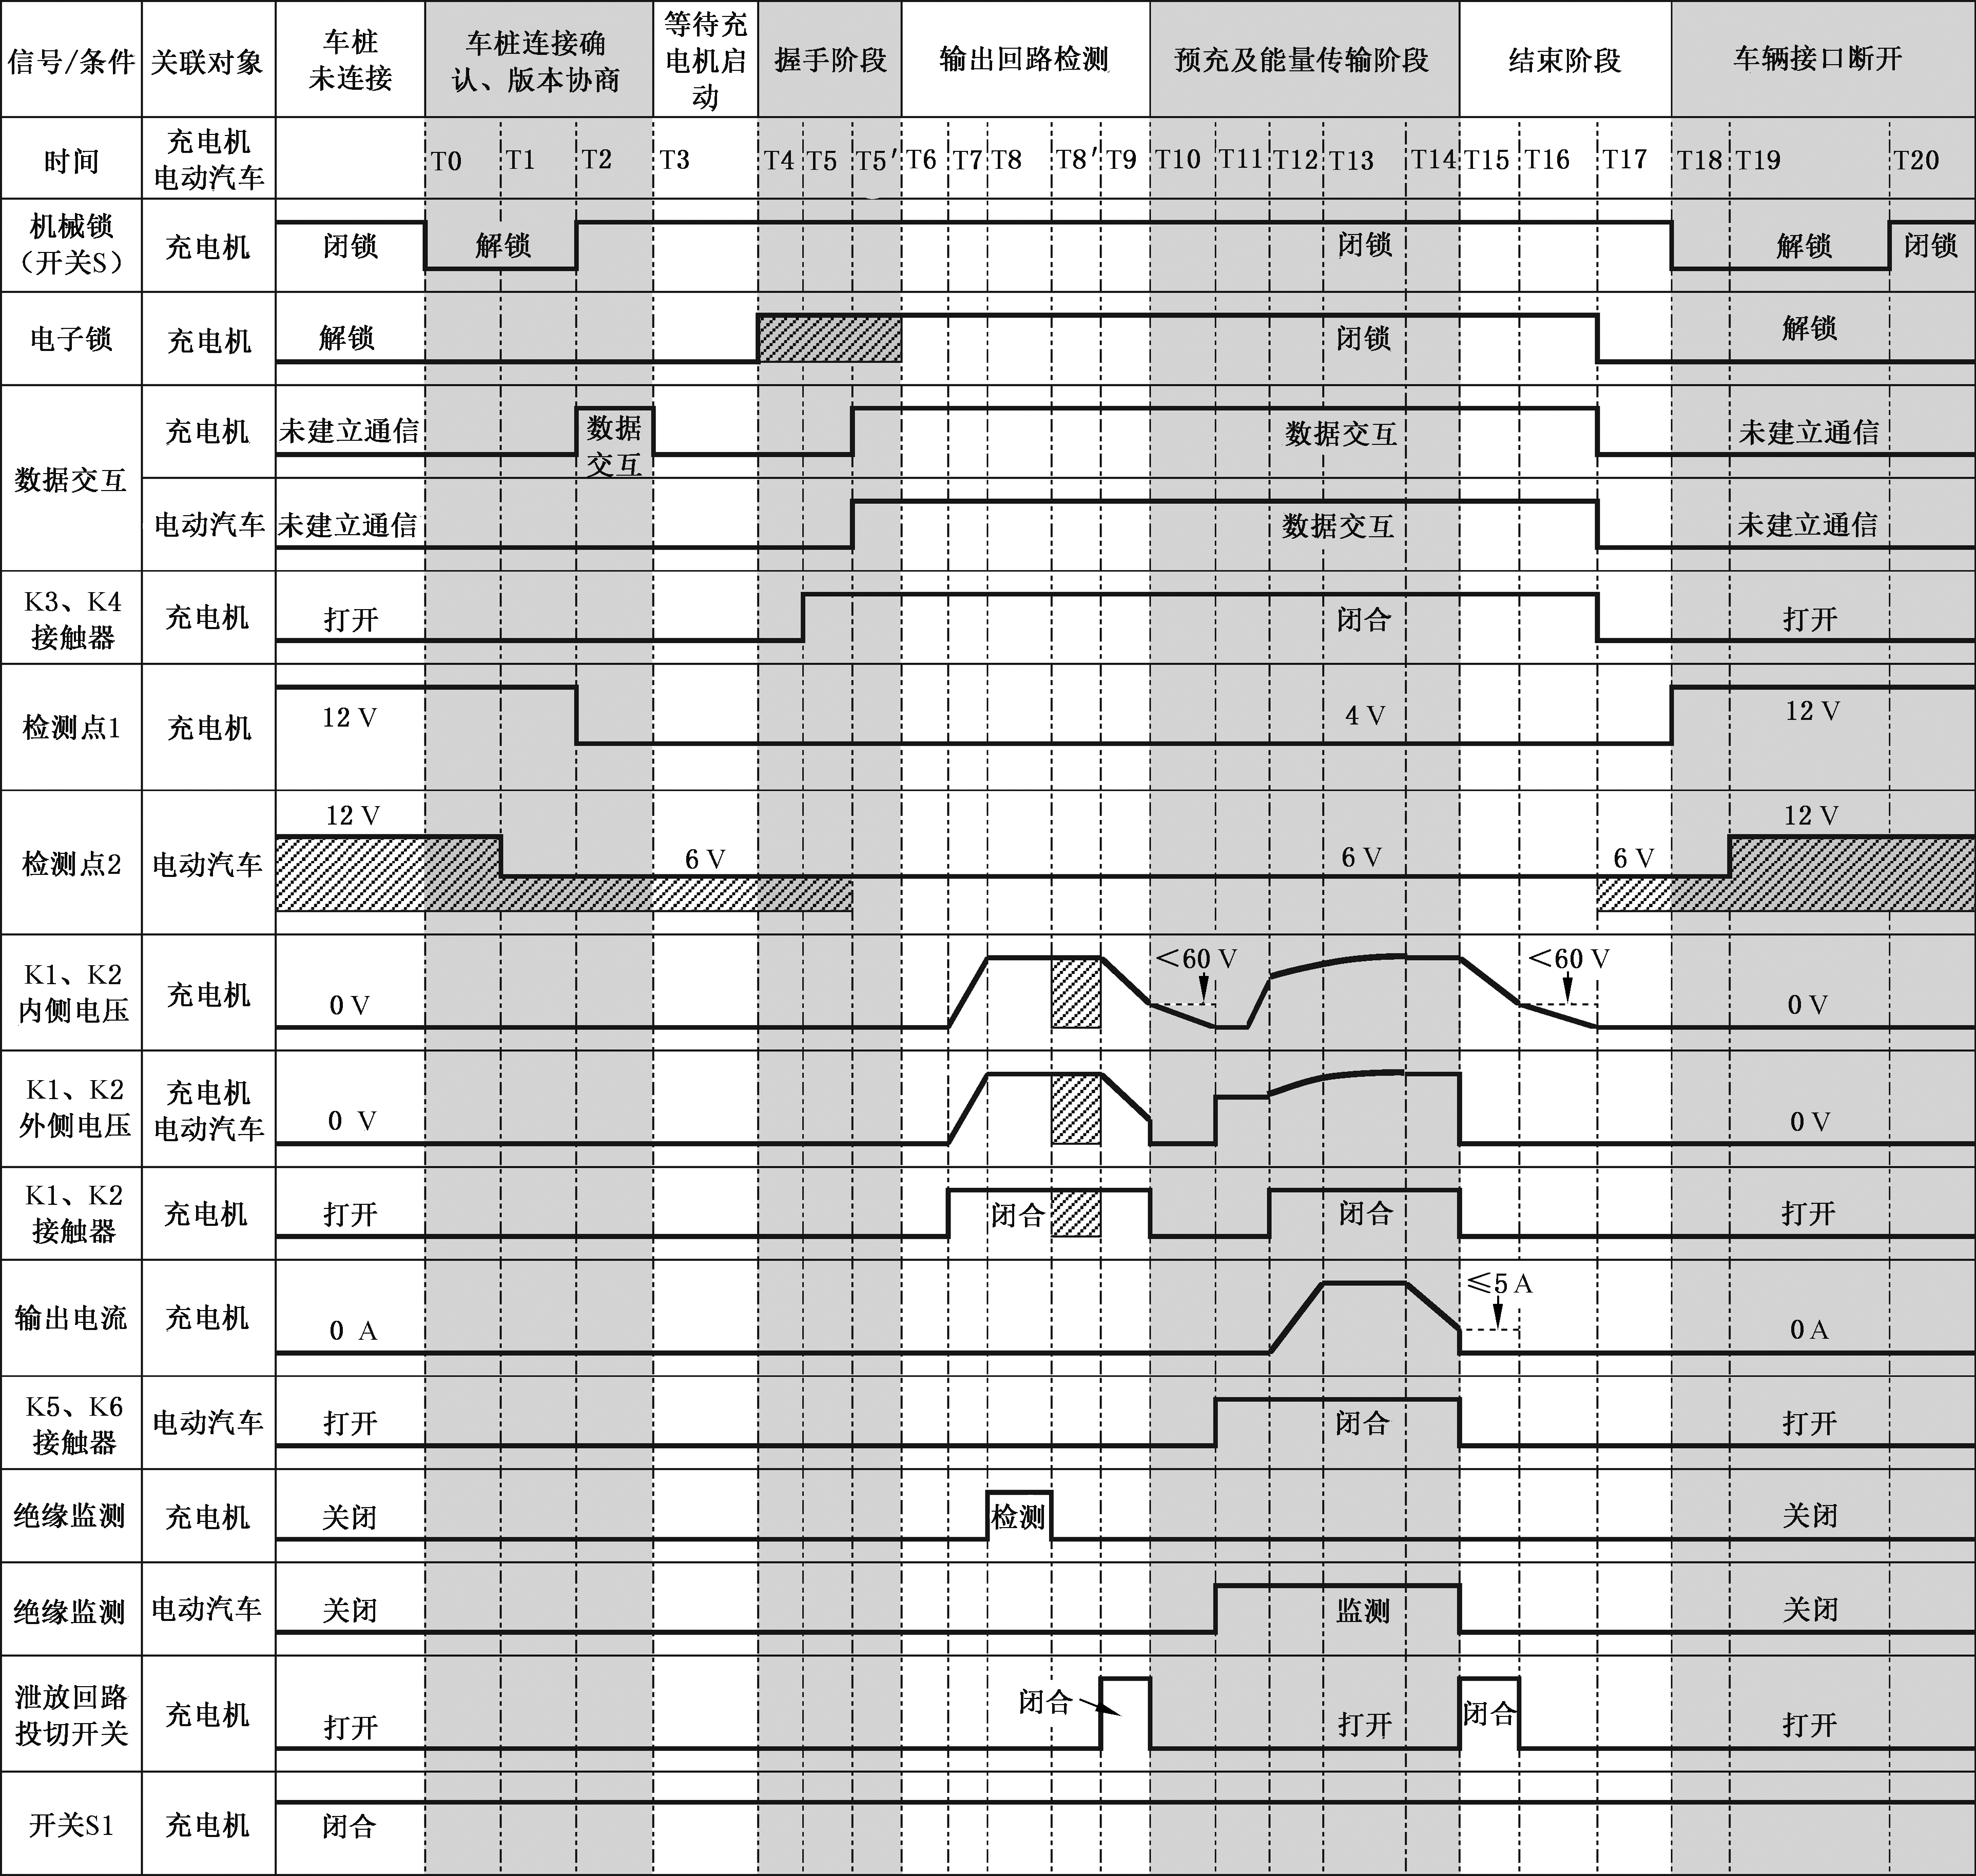 信号/条件 关联对象 车桩未连接 车桩连接确认、版本协商 等待充电机启动 握手阶段 输出回路检测 预充及能量传输阶段 结束阶段 车辆接口断开
时间 充电机 电动汽车 T0 T1 T2 T3 T4 T5 T5′ T6 T7 T8 T8′ T9 T10 T11 T12 T13 T14 T15 T16 T17 T18 T19 T20
机械锁（开关S） 充电机 闭锁 解锁 闭锁 解锁 闭锁
电子锁 充电机 解锁 闭锁 解锁
数据交互 充电机 未建立通信 数据交互 数据交互 未建立通信
电动汽车 未建立通信 数据交互 未建立通信
K3、K4接触器 充电机 打开 闭合 打开
检测点1 充电机 12 V 4 V 12 V
检测点2 电动汽车 12 V 6 V 6 V 6 V 12 V
K1、K2内侧电压 充电机 0 V <60 V <60 V 0 V
K1、K2外侧电压 充电机 电动汽车 0 V 0 V
K1、K2接触器 充电机 打开 闭合 闭合 打开
输出电流 充电机 0 A ≤5 A 0 A
K5、K6接触器 电动汽车 打开 闭合 打开
绝缘监测 充电机 关闭 检测 关闭
绝缘监测 电动汽车 关闭 监测 关闭
泄放回路投切开关 充电机 打开 闭合 打开 闭合 打开
开关S1 充电机 闭合